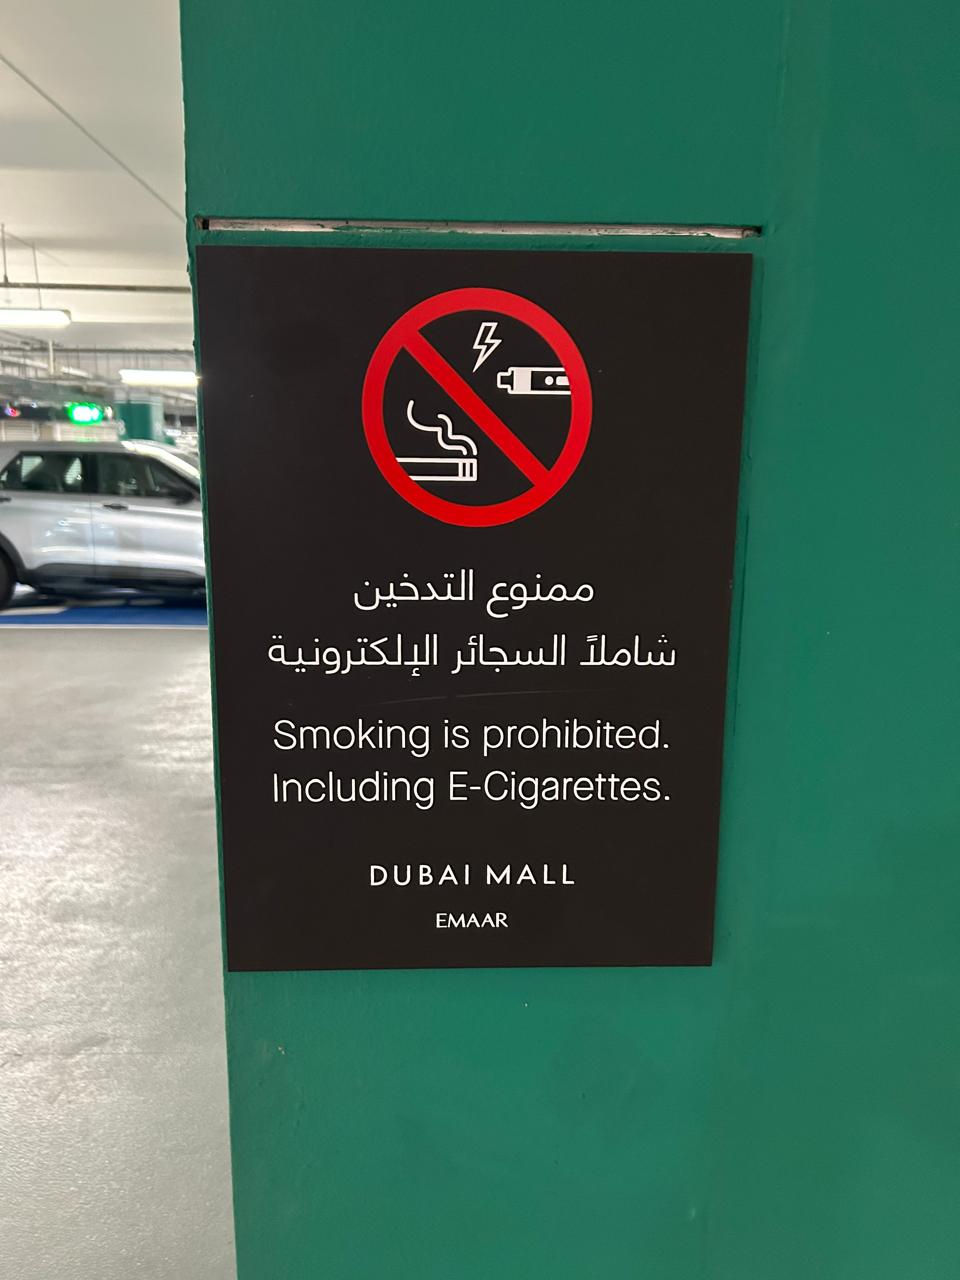 ممنوع التدخين
شاملاً السجائر الإلكترونية
Smoking is prohibited.
Including E-Cigarettes.
DUBAI MALL
EMAAR